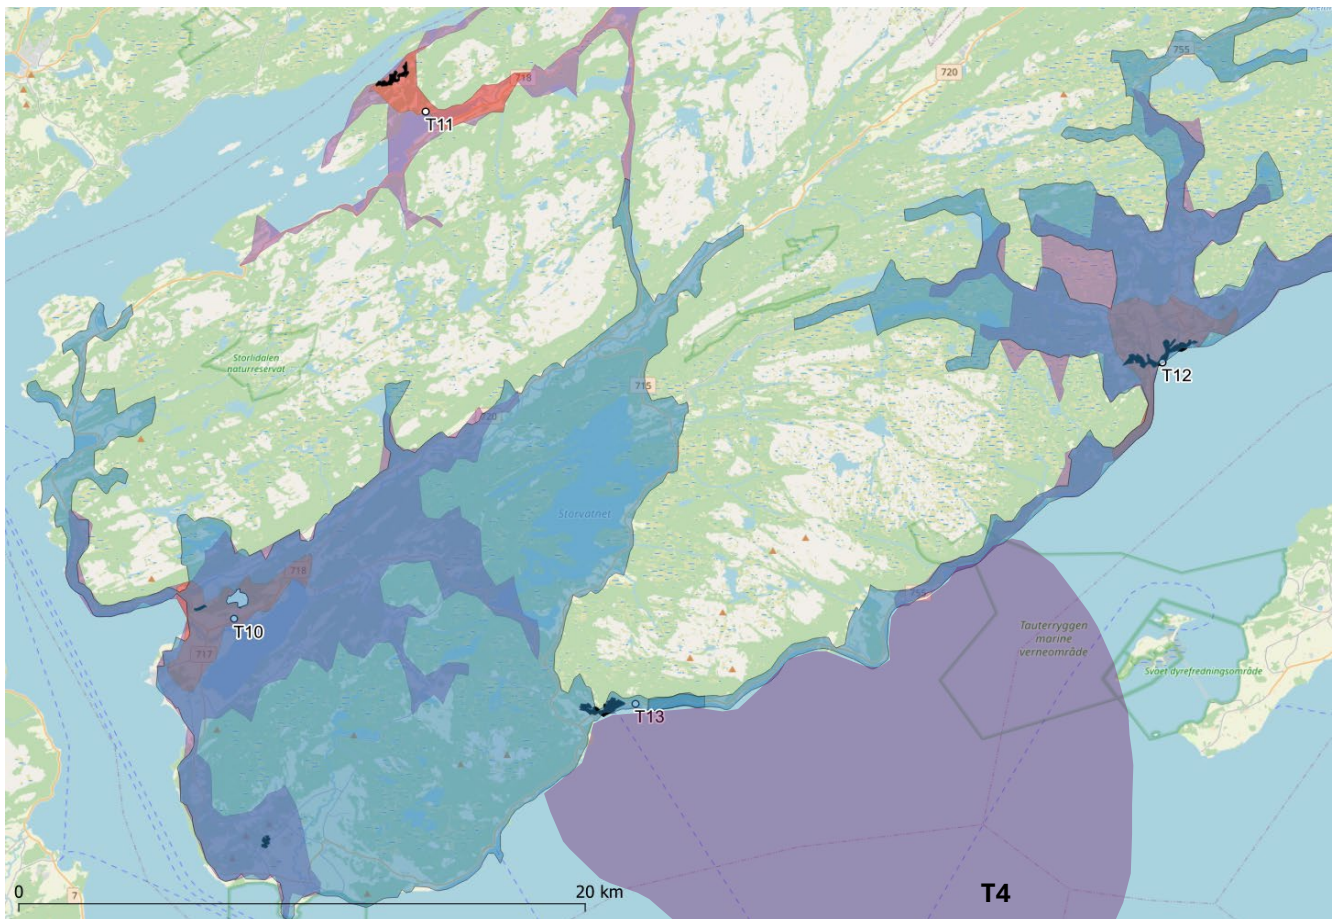 755
720
718
T11
Storlidalen
naturreservat
T12
715
720
Storvatnet
719
T10
717
Tauterryggen
marine
verneområde
Svaet dyrefredningsområde
T13
0
20 km
T4
7